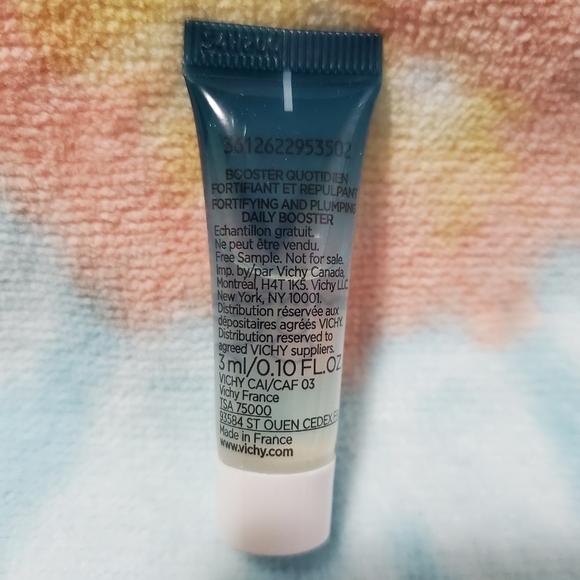 3612622953502
BOOSTER QUOTIDIEN
FORTIFIANT ET REPULPANT
FORTIFYING AND PLUMPING
DAILY BOOSTER
Echantillon gratuit.
Ne peut être vendu.
Free Sample. Not for sale.
Imp. by/par Vichy Canada,
Montréal, H4T 1K5. Vichy LLC
New York, NY 10001.
Distribution réservée aux
dépositaires agréés VICHY.
Distribution reserved to
agreed VICHY suppliers.
3 ml/0.10 FL.OZ
VICHY CAI/CAF 03
Vichy France
TSA 75000
93584 ST OUEN CEDEX
Made in France
www.vichy.com